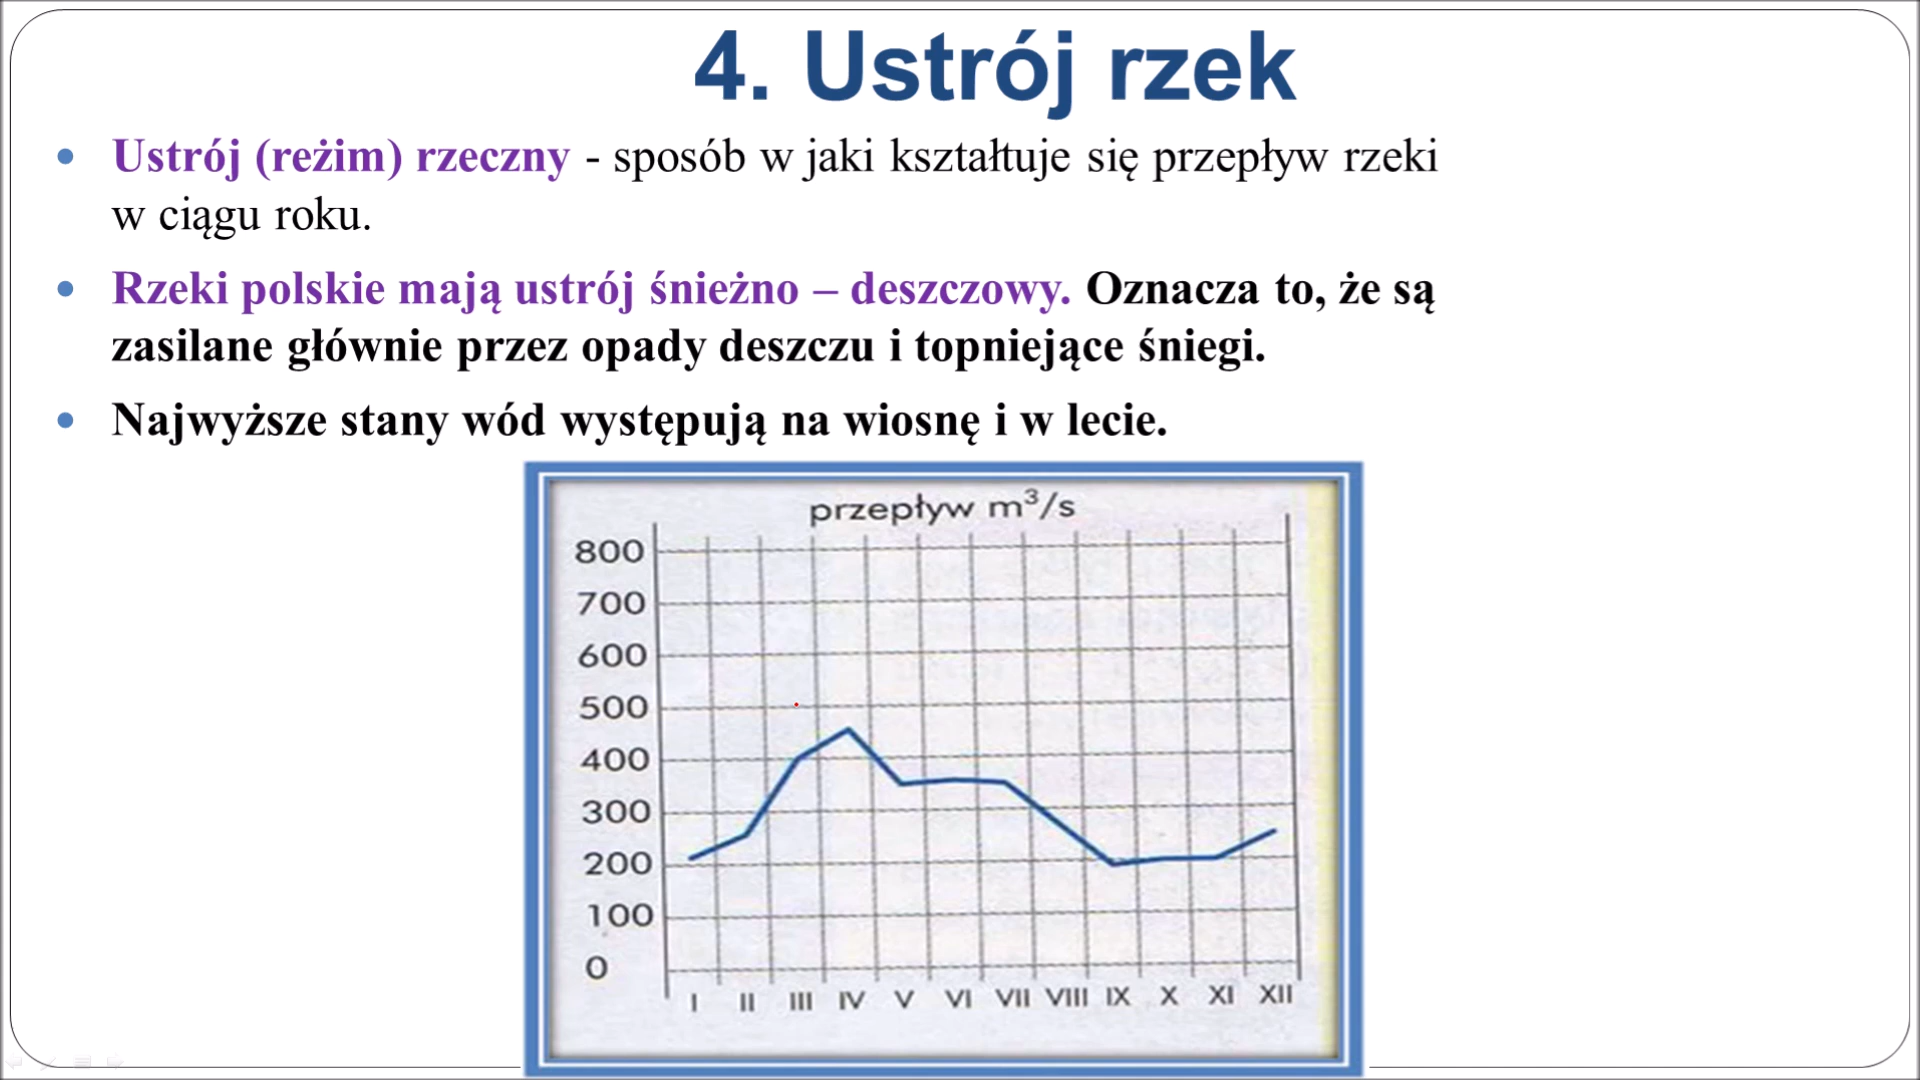 4. Ustrój rzek
• Ustrój (reżim) rzeczny - sposób w jaki kształtuje się przepływ rzeki
w ciągu roku.
• Rzeki polskie mają ustrój śnieżno – deszczowy. Oznacza to, że są
zasilane głównie przez opady deszczu i topniejące śniegi.
• Najwyższe stany wód występują na wiosnę i w lecie.
przepływ m³/s
800
700
600
500
400
300
200
100
0
I II III IV V VI VII VIII IX X XI XII